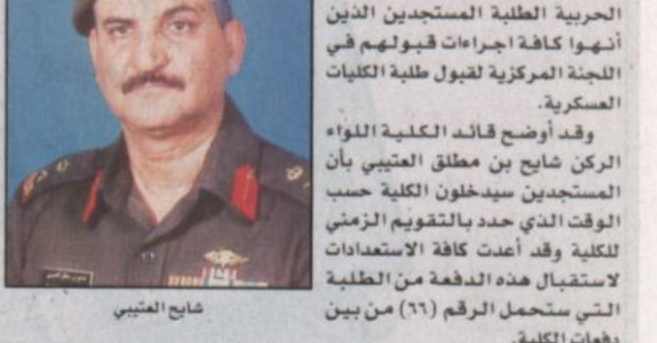 الحربية الطلبة المستجدين الذين
أنهوا كافة اجراءات قبولهم في
اللجنة المركزية لقبول طلبة الكليات
العسكرية.
وقد أوضح قائد الكلية اللواء
الركن شايح بن مطلق العتيبي بأن
المستجدين سيدخلون الكلية حسب
الوقت الذي حدد بالتقويم الزمني
للكلية وقد أعدت كافة الاستعدادات
لاستقبال هذه الدفعة من الطلبة
التي ستحمل الرقم (٦٦) من بين
دفعات الكلية.
شايح العتيبي